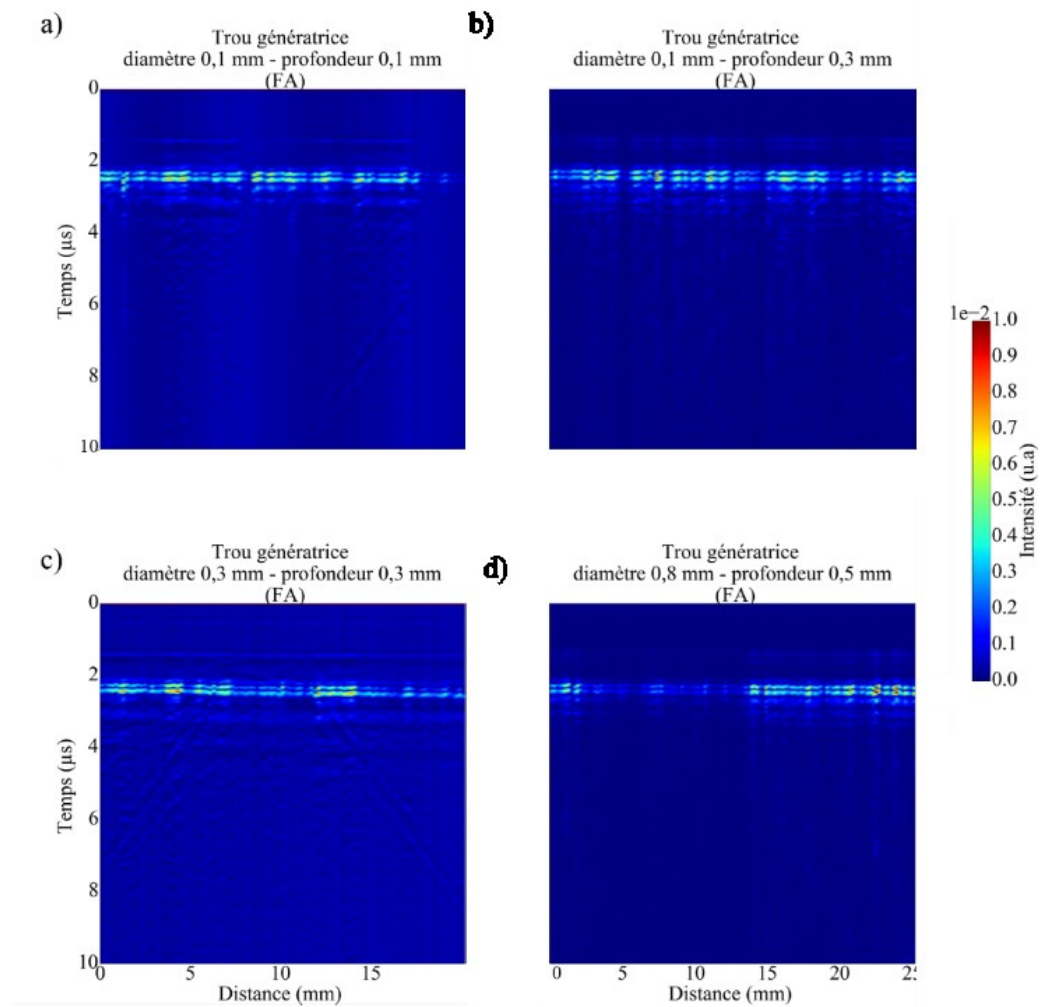 a)
Trou génératrice
diamètre 0,1 mm - profondeur 0,1 mm
(FA)
0
2
4
6
8
10
Temps (µs)
b)
Trou génératrice
diamètre 0,1 mm - profondeur 0,3 mm
(FA)
1e−2
1.0
0.9
0.8
0.7
0.6
0.5
0.4
0.3
0.2
0.1
0.0
Intensité (u.a)
c)
Trou génératrice
diamètre 0,3 mm - profondeur 0,3 mm
(FA)
0
2
4
6
8
10
Temps (µs)
0 5 10 15
Distance (mm)
d)
Trou génératrice
diamètre 0,8 mm - profondeur 0,5 mm
(FA)
0 5 10 15 20 25
Distance (mm)